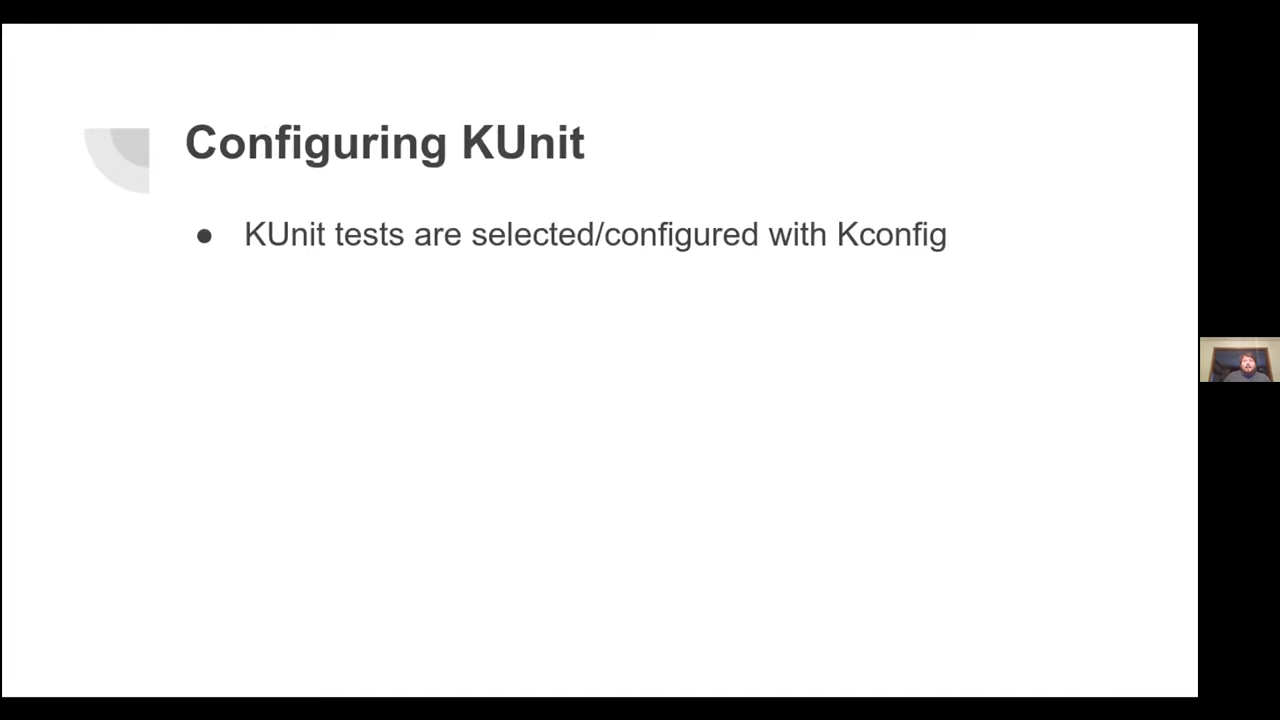 Configuring KUnit
● KUnit tests are selected/configured with Kconfig